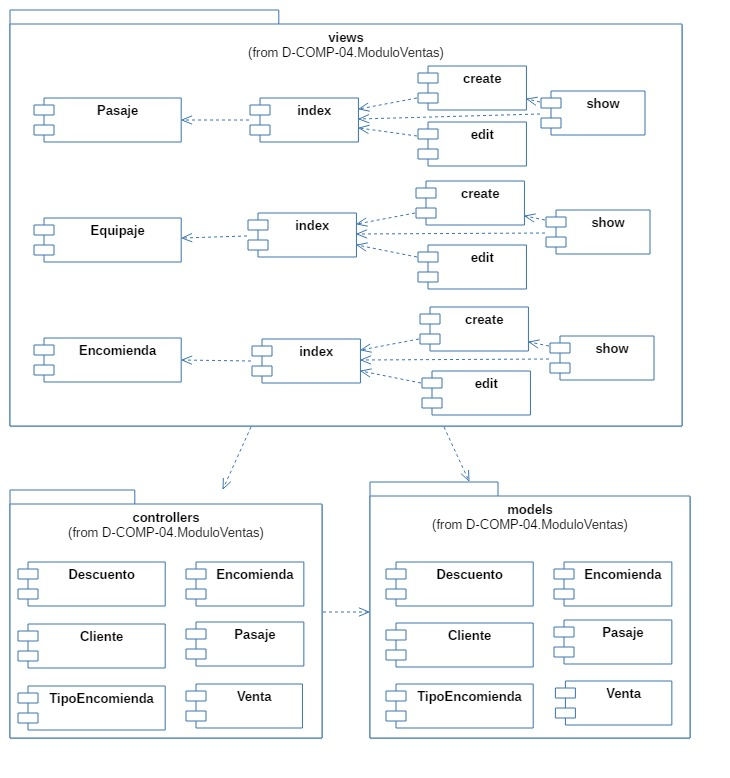 views
(from D-COMP-04.ModuloVentas)
Pasaje
index
create
show
edit
Equipaje
index
create
show
edit
Encomienda
index
create
show
edit
controllers
(from D-COMP-04.ModuloVentas)
Descuento
Encomienda
Cliente
Pasaje
TipoEncomienda
Venta
models
(from D-COMP-04.ModuloVentas)
Descuento
Encomienda
Cliente
Pasaje
TipoEncomienda
Venta